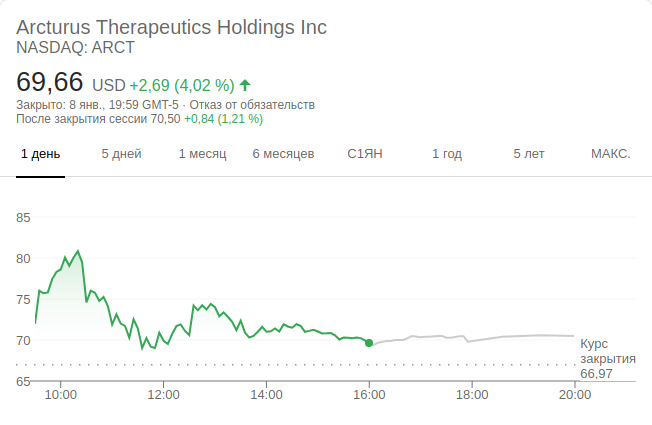 Arcturus Therapeutics Holdings Inc
NASDAQ: ARCT
69,66 USD +2,69 (4,02 %)
Закрыто: 8 янв., 19:59 GMT-5 · Отказ от обязательств
После закрытия сессии 70,50 +0,84 (1,21 %)
1 день 5 дней 1 месяц 6 месяцев С1ЯН 1 год 5 лет МАКС.
85
80
75
70
Курс
закрытия
66,97
65
10:00 12:00 14:00 16:00 18:00 20:00